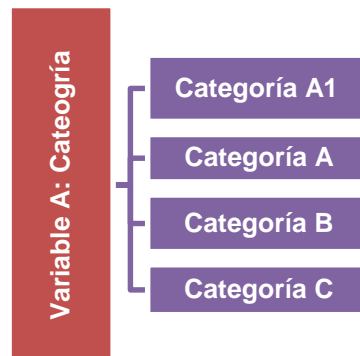 Variable A: Cateogría
Categoría A1
Categoría A
Categoría B
Categoría C